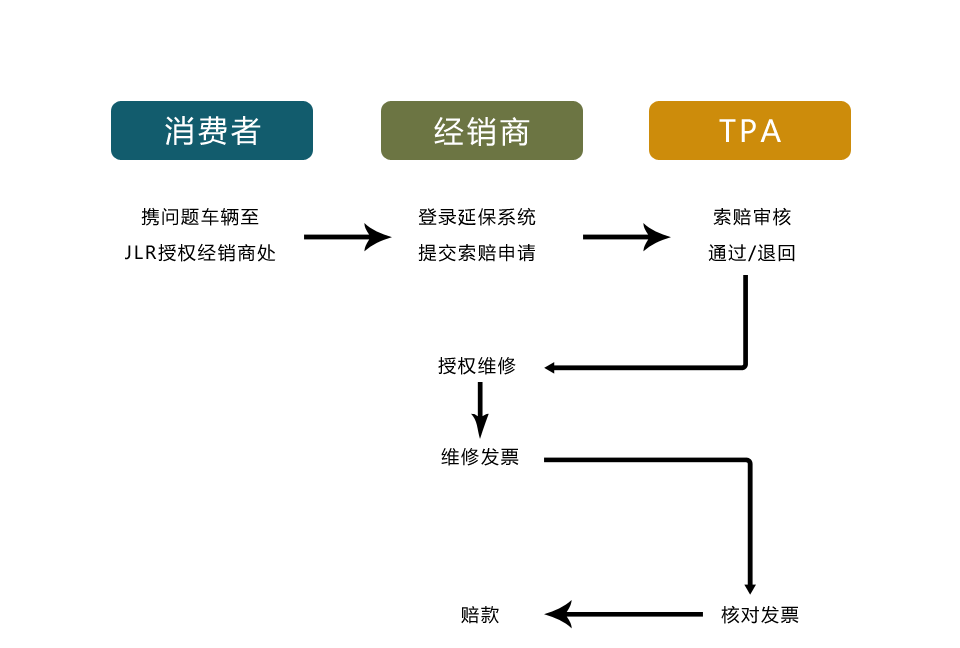 消费者
经销商
TPA
携问题车辆至
JLR授权经销商处
登录延保系统
提交索赔申请
索赔审核
通过/退回
授权维修
维修发票
核对发票
赔款